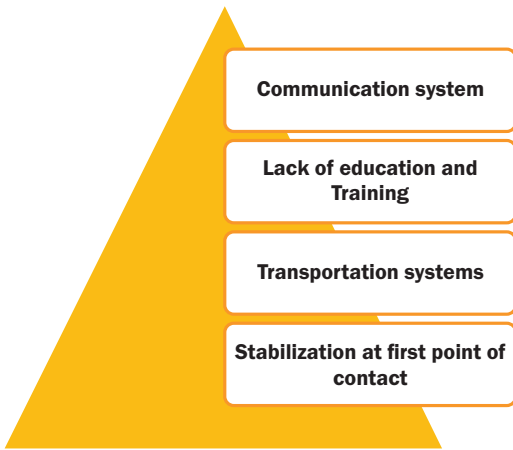 Communication system
Lack of education and
Training
Transportation systems
Stabilization at first point of
contact